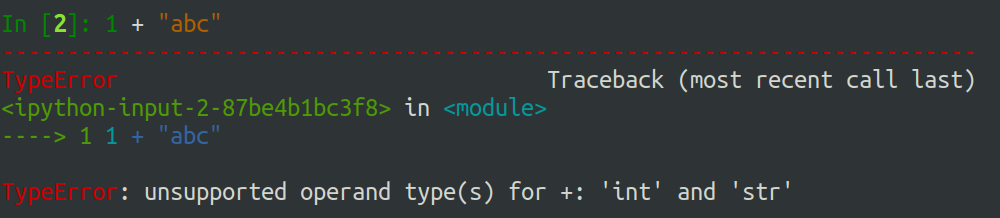 In [2]: 1 + "abc"
---------------------------------------------------------------------------
TypeError                                 Traceback (most recent call last)
<ipython-input-2-87be4b1bc3f8> in <module>
----> 1 1 + "abc"
TypeError: unsupported operand type(s) for +: 'int' and 'str'